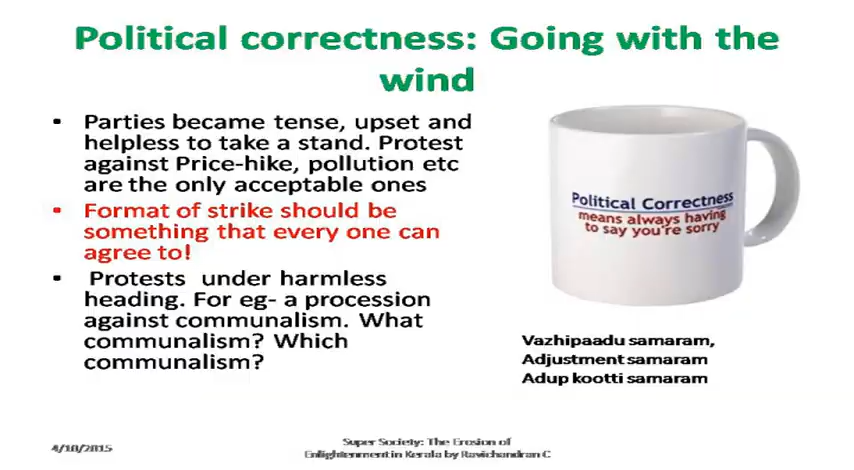 Political correctness: Going with the
wind
• Parties became tense, upset and
helpless to take a stand. Protest
against Price-hike, pollution etc
are the only acceptable ones
• Format of strike should be
something that every one can
agree to!
• Protests under harmless
heading. For eg- a procession
against communalism. What
communalism? Which
communalism?
Political Correctness
means always having
to say you're sorry
Vazhipaadu samaram,
Adjustment samaram
Adup kootti samaram
4/10/2015
Super Society: The Erosion of
Enlightenment in Kerala by Ravichandran C